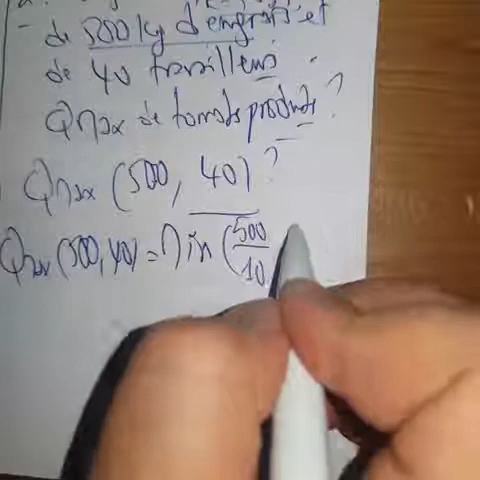 - de 500 kg d'engrais et
de 40 travailleurs.
Qmax de tomates produits?
Qmax (500, 40)?
Qmax (500, 40) = Min (500/10